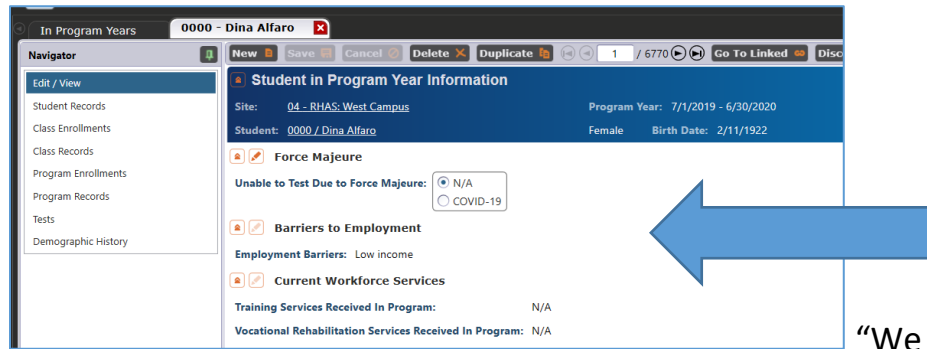 In Program Years 0000 - Dina Alfaro
Navigator New Save Cancel Delete Duplicate 1 / 6770 Go To Linked Disc
Edit / View
Student Records
Class Enrollments
Class Records
Program Enrollments
Program Records
Tests
Demographic History
Student in Program Year Information
Site: 04 - RHAS: West Campus Program Year: 7/1/2019 - 6/30/2020
Student: 0000 / Dina Alfaro Female Birth Date: 2/11/1922
Force Majeure
Unable to Test Due to Force Majeure: N/A
COVID-19
Barriers to Employment
Employment Barriers: Low income
Current Workforce Services
Training Services Received In Program: N/A
Vocational Rehabilitation Services Received In Program: N/A
“We